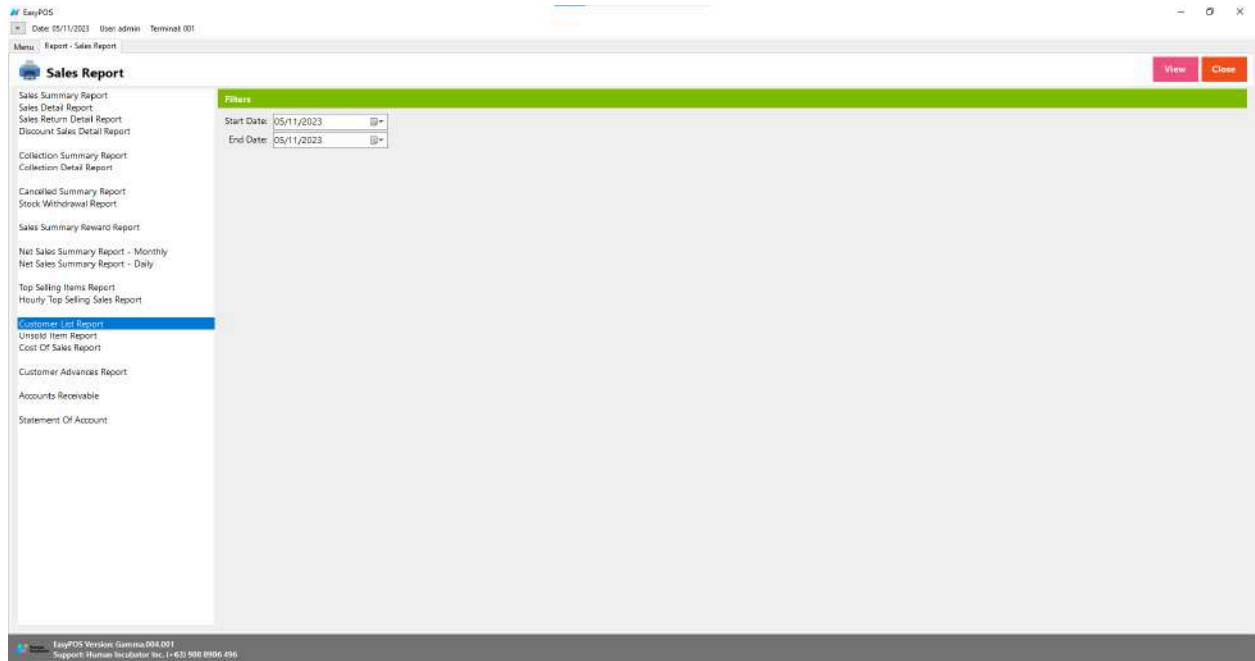 EasyPOS
Date: 05/11/2023 User: admin Terminal: 001
Menu Report - Sales Report
Sales Report
View Close
Sales Summary Report
Sales Detail Report
Sales Return Detail Report
Discount Sales Detail Report
Collection Summary Report
Collection Detail Report
Cancelled Summary Report
Stock Withdrawal Report
Sales Summary Reward Report
Net Sales Summary Report - Monthly
Net Sales Summary Report - Daily
Top Selling Items Report
Hourly Top Selling Sales Report
Customer List Report
Unsold Item Report
Cost Of Sales Report
Customer Advances Report
Accounts Receivable
Statement Of Account
Filters
Start Date: 05/11/2023
End Date: 05/11/2023
EasyPOS Version: Gamma.004.001
Support: Human Incubator Inc. (+63) 908 8906 496